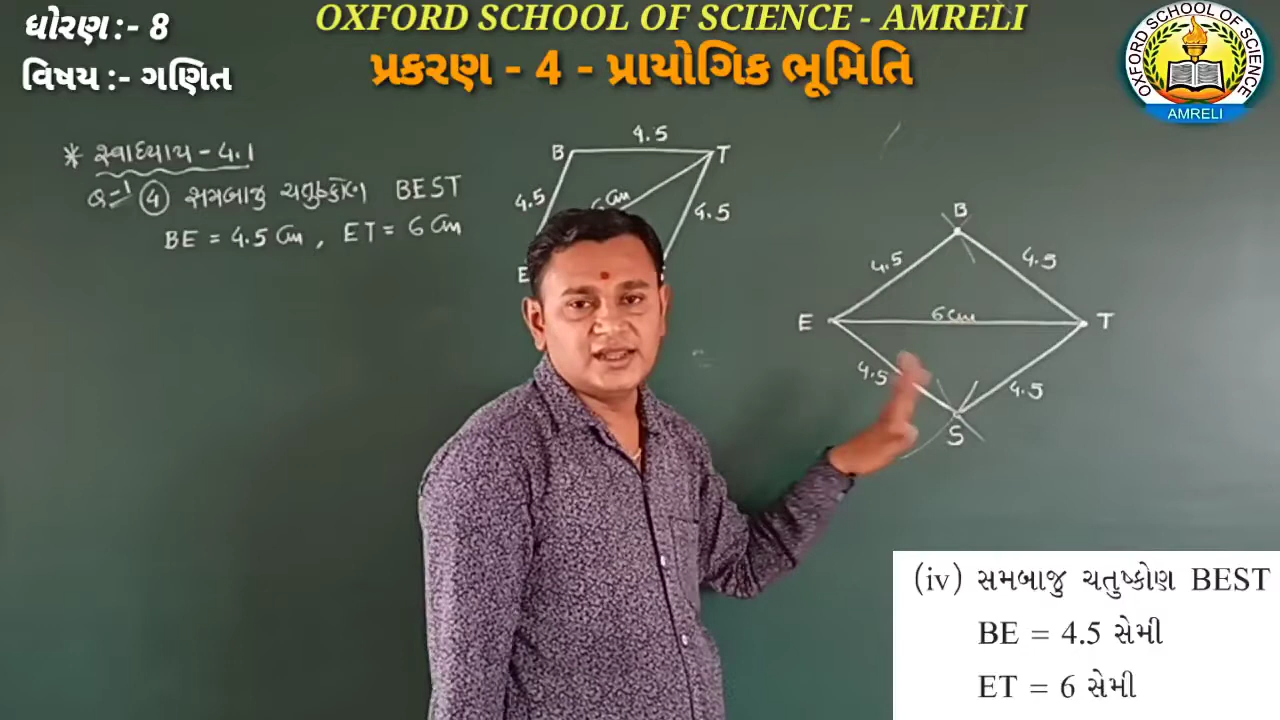 ધોરણ :- 8
OXFORD SCHOOL OF SCIENCE - AMRELI
વિષય :- ગણિત
પ્રકરણ - 4 - પ્રાયોગિક ભૂમિતિ
OXFORD SCHOOL OF SCIENCE
AMRELI
* સ્વાધ્યાય - 4.1
Q-1 (4) સમબાજુ ચતુષ્કોણ BEST
BE = 4.5 cm, ET = 6 cm
4.5
B T
4.5 6 cm 4.5
E
B
4.5 4.5
E 6 cm T
4.5 4.5
S
(iv) સમબાજુ ચતુષ્કોણ BEST
BE = 4.5 સેમી
ET = 6 સેમી